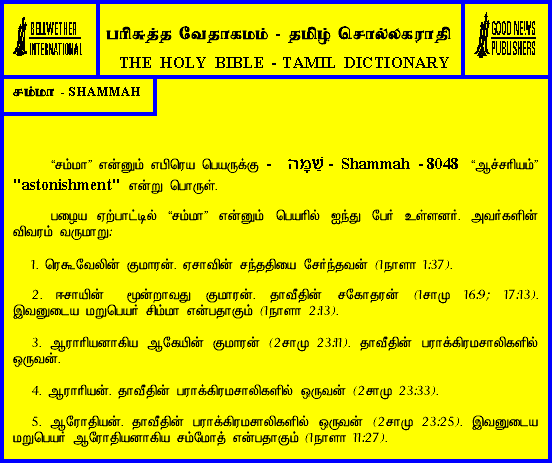 BELLWETHER
INTERNATIONAL
பரிசுத்த வேதாகமம் - தமிழ் சொல்லகராதி
THE HOLY BIBLE - TAMIL DICTIONARY
GOOD NEWS
PUBLISHERS
சம்மா - SHAMMAH
“சம்மா” என்னும் எபிரெய பெயருக்கு - שַׁמָּה - Shammah - 8048 “ஆச்சரியம்”
"astonishment" என்று பொருள்.
பழைய ஏற்பாட்டில் “சம்மா” என்னும் பெயரில் ஐந்து பேர் உள்ளனர். அவர்களின்
விவரம் வருமாறு:
1. ரெகூவேலின் குமாரன். ஏசாவின் சந்ததியை சேர்ந்தவன் (1நாளா 1:37).
2. ஈசாயின் மூன்றாவது குமாரன். தாவீதின் சகோதரன் (1சாமு 16:9; 17:13).
இவனுடைய மறுபெயர் சிம்மா என்பதாகும் (1நாளா 2:13).
3. ஆராரியனாகிய ஆகேயின் குமாரன் (2சாமு 23:11). தாவீதின் பராக்கிரமசாலிகளில்
ஒருவன்.
4. ஆராரியன். தாவீதின் பராக்கிரமசாலிகளில் ஒருவன் (2சாமு 23:33).
5. ஆரோதியன். தாவீதின் பராக்கிரமசாலிகளில் ஒருவன் (2சாமு 23:25). இவனுடைய
மறுபெயர் ஆரோதியனாகிய சம்மோத் என்பதாகும் (1நாளா 11:27).